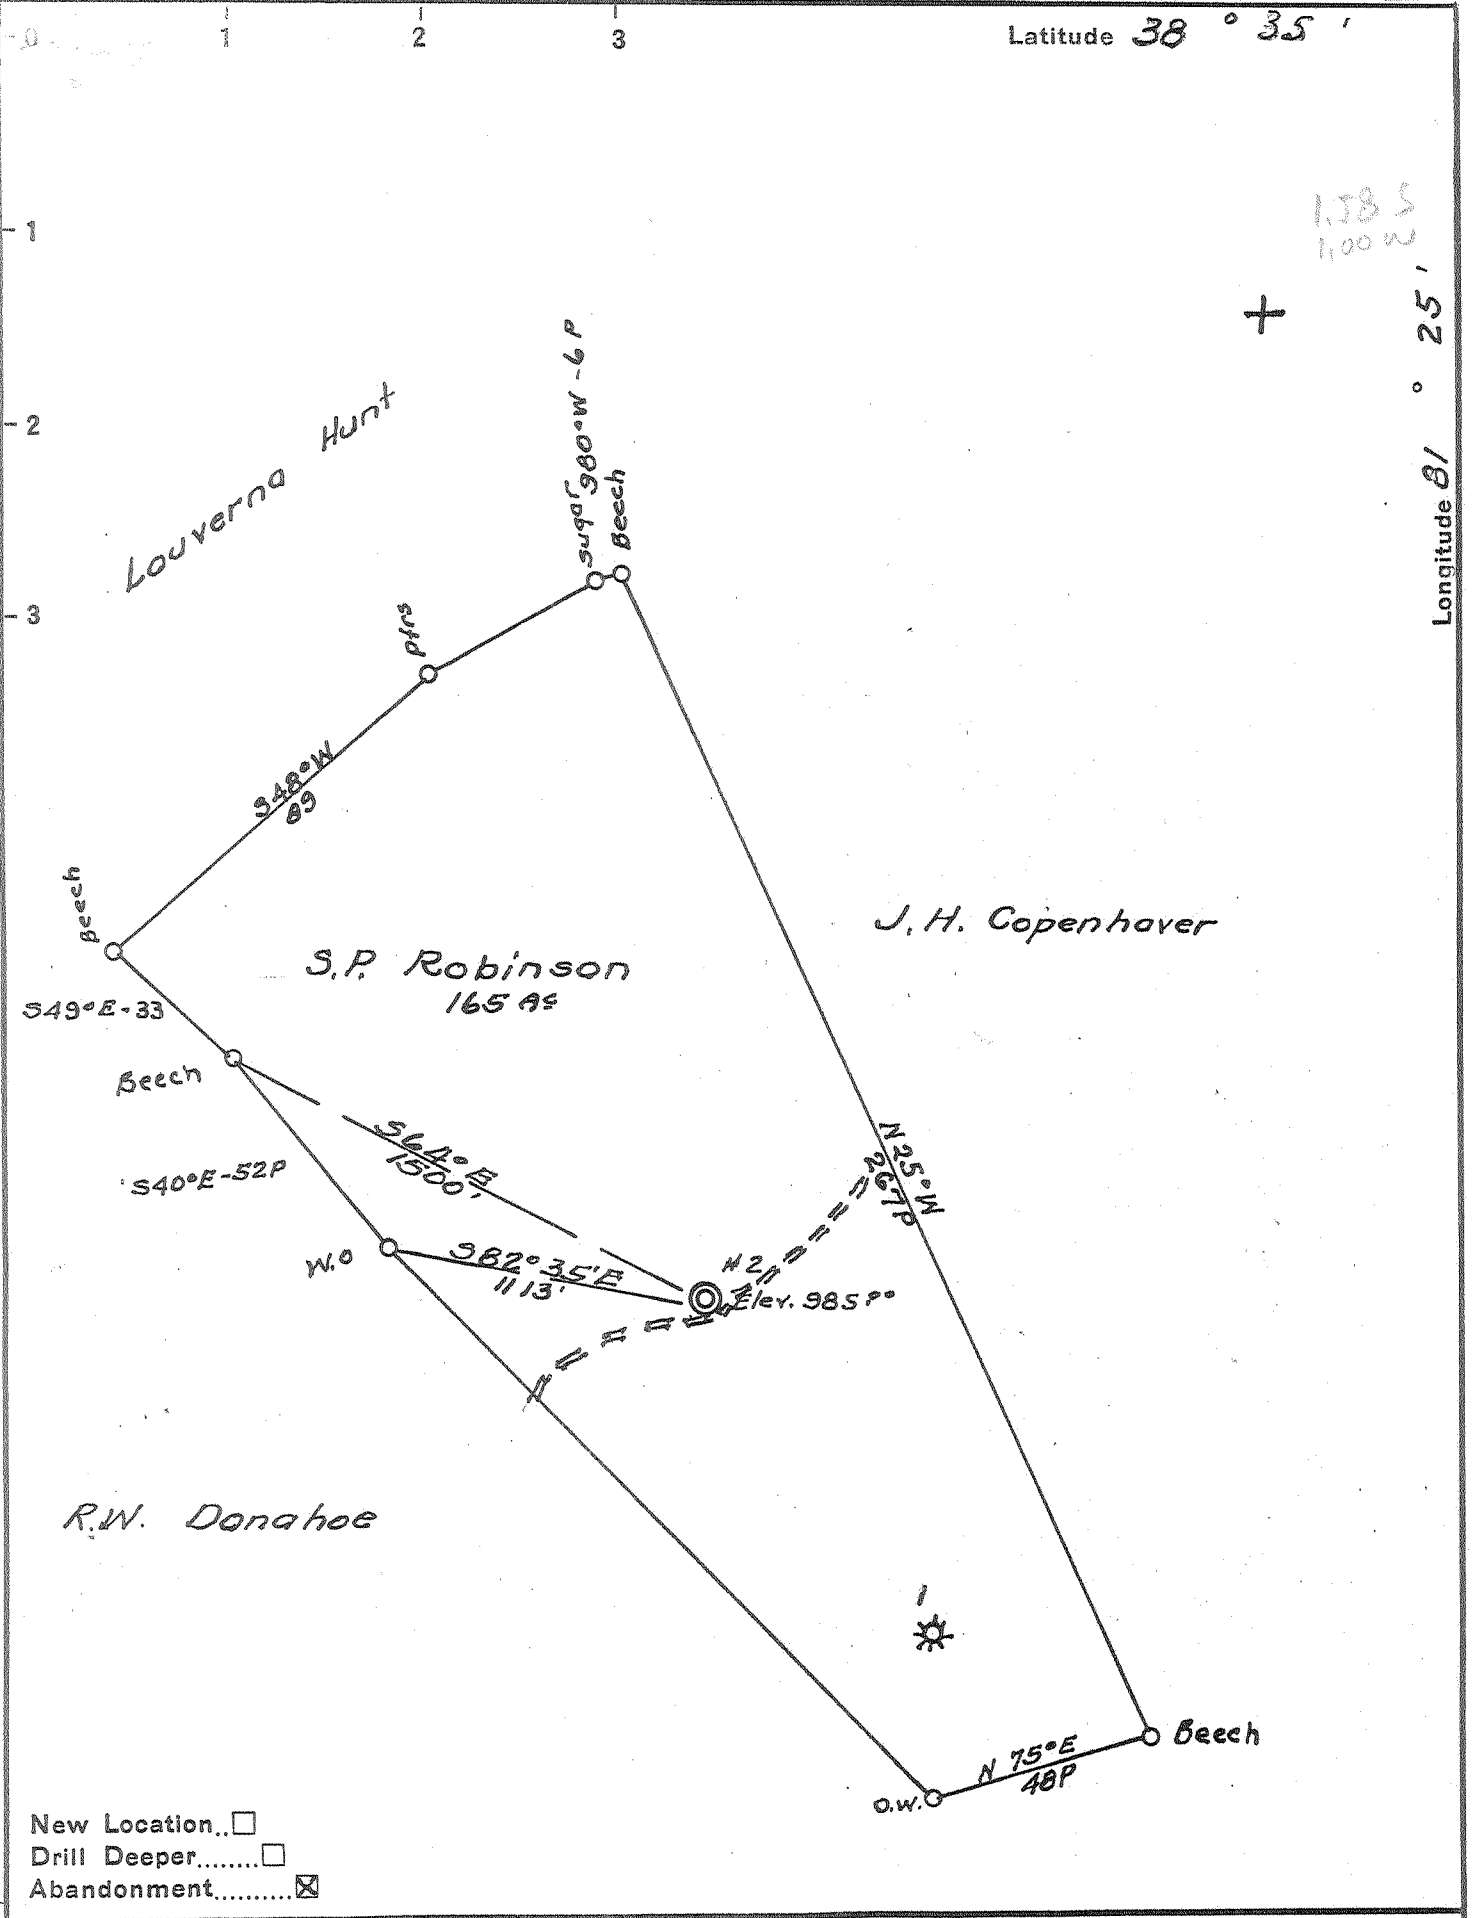 0 1 2 3
Latitude 38 ° 35 '
1
2
3
1.58 S
1.00 W
Longitude 81 ° 25 '
Louverna Hunt
Sugar S80°W-6P
Beech
Ptrs
S48°W
89
Beech
S.P. Robinson
165 Ac
J.H. Copenhaver
S49°E-33
Beech
S64°E
1500'
N25°W
267P
S40°E-52P
W.O
S82°35'E
1113'
#2
Elev. 985
R.W. Donahoe
1
Beech
N 75°E
48P
O.W.
New Location..☐
Drill Deeper........☐
Abandonment..........☒